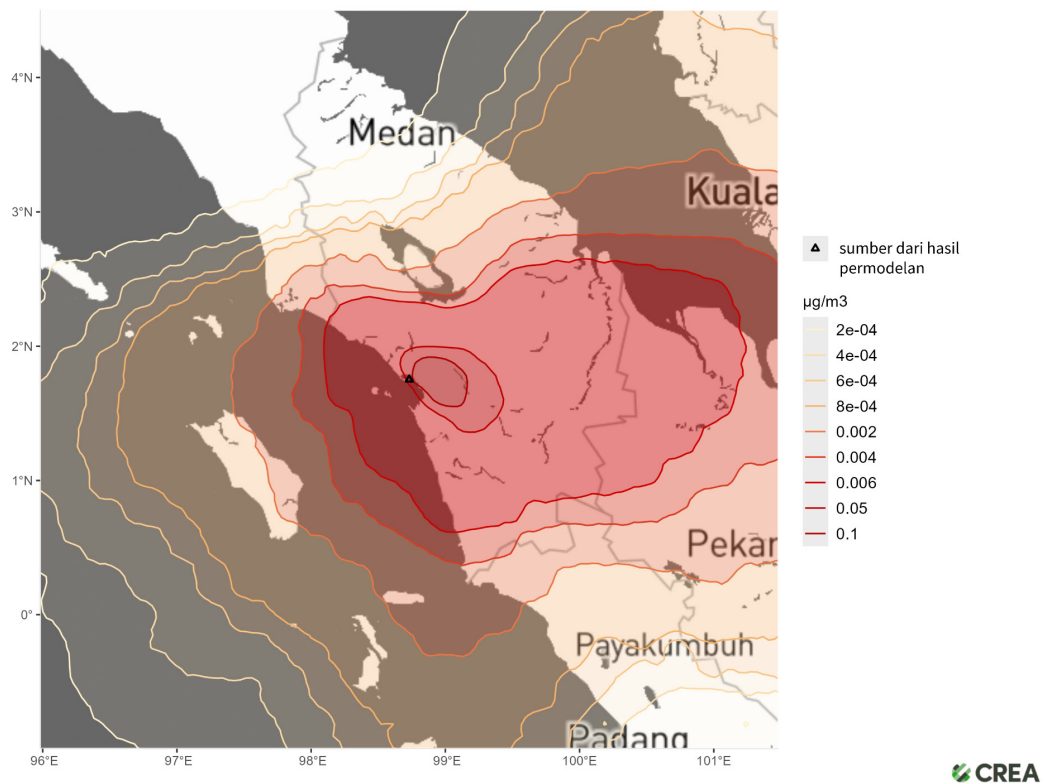 4°N
Medan
3°N
Kuala
sumber dari hasil
permodelan
µg/m3
2e-04
4e-04
6e-04
8e-04
0.002
0.004
0.006
0.05
0.1
2°N
1°N
Pekan
0°
Payakumbuh
Padang
96°E
97°E
98°E
99°E
100°E
101°E
CREA